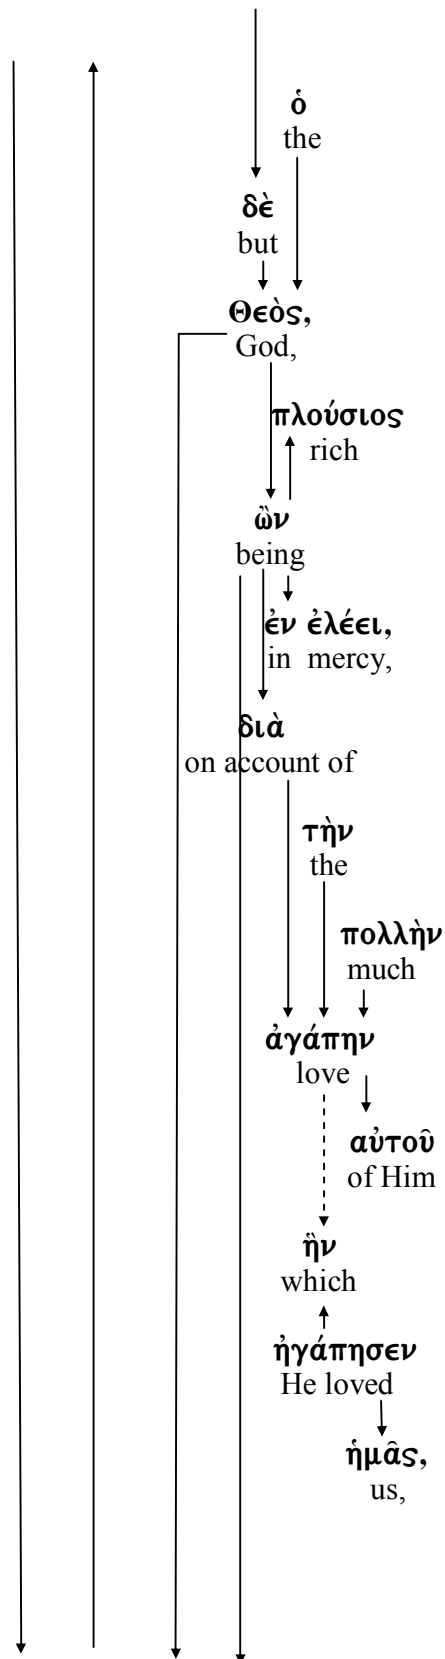 ὁ
the
δὲ
but
Θεὸς,
God,
πλούσιος
rich
ὢν
being
ἐν ἐλέει,
in mercy,
διὰ
on account of
τὴν
the
πολλὴν
much
ἀγάπην
love
αὐτοῦ
of Him
ἣν
which
ἠγάπησεν
He loved
ἡμᾶς,
us,